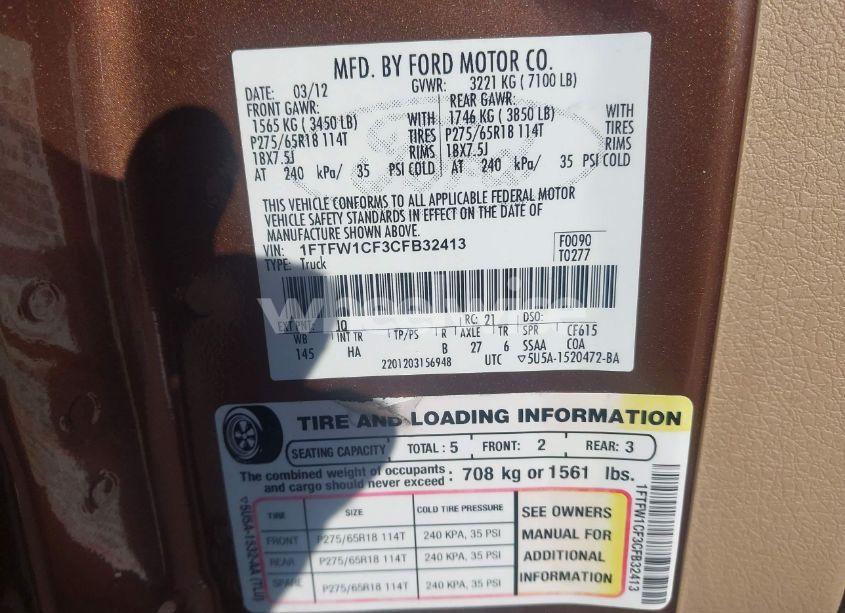 MFD. BY FORD MOTOR CO.
DATE: 03/12 GVWR: 3221 KG ( 7100 LB)
FRONT GAWR: REAR GAWR:
1565 KG ( 3450 LB) WITH 1746 KG ( 3850 LB) WITH
P275/65R18 114T TIRES P275/65R18 114T TIRES
18X7.5J RIMS 18X7.5J RIMS
AT 240 kPa/ 35 PSI COLD AT 240 kPa/ 35 PSI COLD
THIS VEHICLE CONFORMS TO ALL APPLICABLE FEDERAL MOTOR
VEHICLE SAFETY STANDARDS IN EFFECT ON THE DATE OF
MANUFACTURE SHOWN ABOVE.
VIN: 1FTFW1CF3CFB32413 F0090
TYPE: Truck T0277
EXT PNT: JQ RC: 21 DSO:
WB INT TR TP/PS R AXLE TR SPR CF615
145 HA B 27 6 SSAA COA
2201203156948 UTC ▽5U5A-1520472-BA
TIRE AND LOADING INFORMATION
SEATING CAPACITY TOTAL : 5 FRONT: 2 REAR: 3
The combined weight of occupants
and cargo should never exceed : 708 kg or 1561 lbs.
TIRE SIZE COLD TIRE PRESSURE
FRONT P275/65R18 114T 240 KPA, 35 PSI
REAR P275/65R18 114T 240 KPA, 35 PSI
SPARE P275/65R18 114T 240 KPA, 35 PSI
SEE OWNERS
MANUAL FOR
ADDITIONAL
INFORMATION
▽5U5A-1532-AA (TLU)
1FTFW1CF3CFB32413